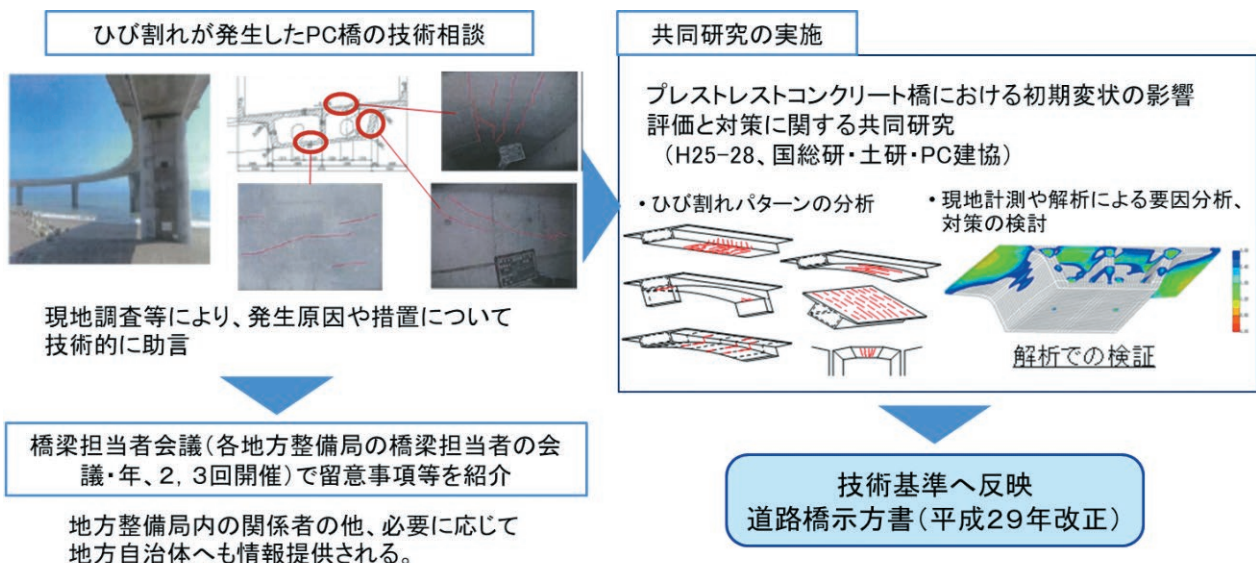 ひび割れが発生したPC橋の技術相談
現地調査等により、発生原因や措置について
技術的に助言
橋梁担当者会議(各地方整備局の橋梁担当者の会
議・年、2, 3回開催)で留意事項等を紹介
地方整備局内の関係者の他、必要に応じて
地方自治体へも情報提供される。
共同研究の実施
プレストレストコンクリート橋における初期変状の影響
評価と対策に関する共同研究
(H25-28、国総研・土研・PC建協)
・ひび割れパターンの分析
・現地計測や解析による要因分析、
対策の検討
解析での検証
技術基準へ反映
道路橋示方書(平成29年改正)